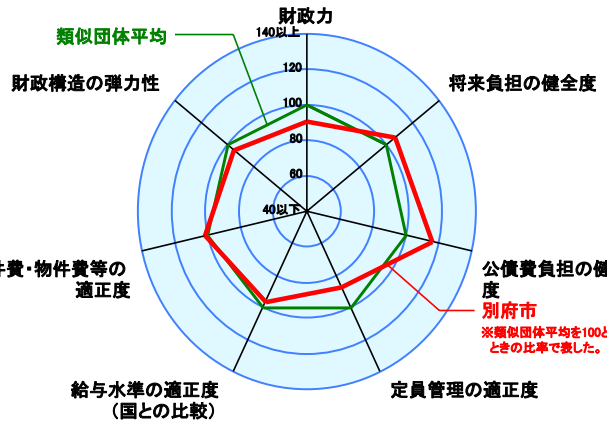 財政力
140以上
類似団体平均
120
財政構造の弾力性
将来負担の健全度
100
80
60
40以下
件費・物件費等の
適正度
公債費負担の健
度
別府市
※類似団体平均を100と
ときの比率で表した。
給与水準の適正度
（国との比較）
定員管理の適正度